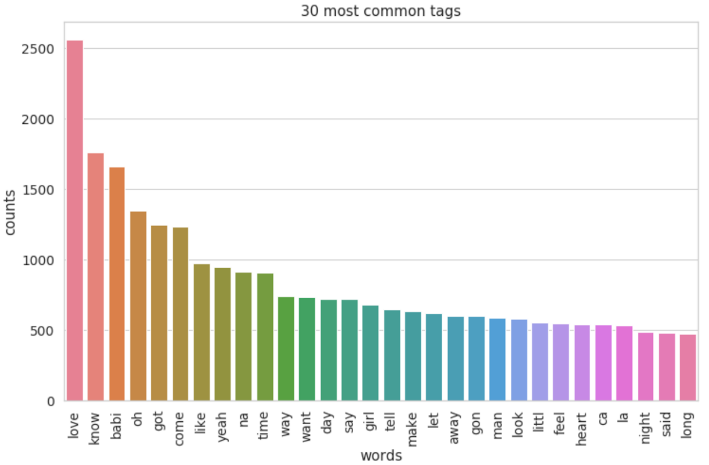 30 most common tags
counts
2500
2000
1500
1000
500
0
love know babi oh got come like yeah na time way want day say girl tell make let away gon man look littl feel heart ca la night said long
words